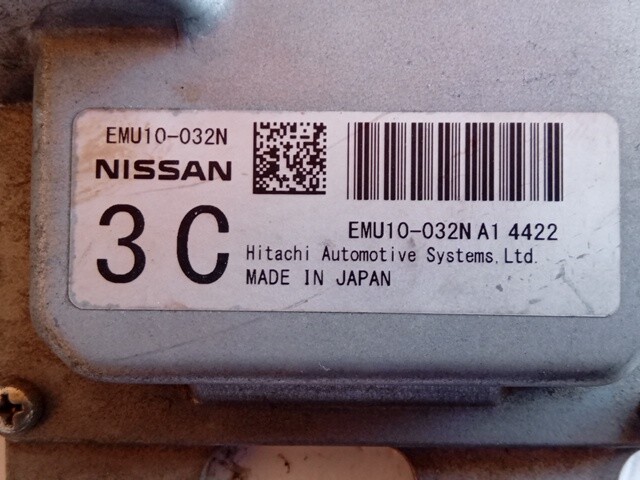 EMU10-032N
NISSAN
3C
EMU10-032N A1 4422
Hitachi Automotive Systems, Ltd.
MADE IN JAPAN